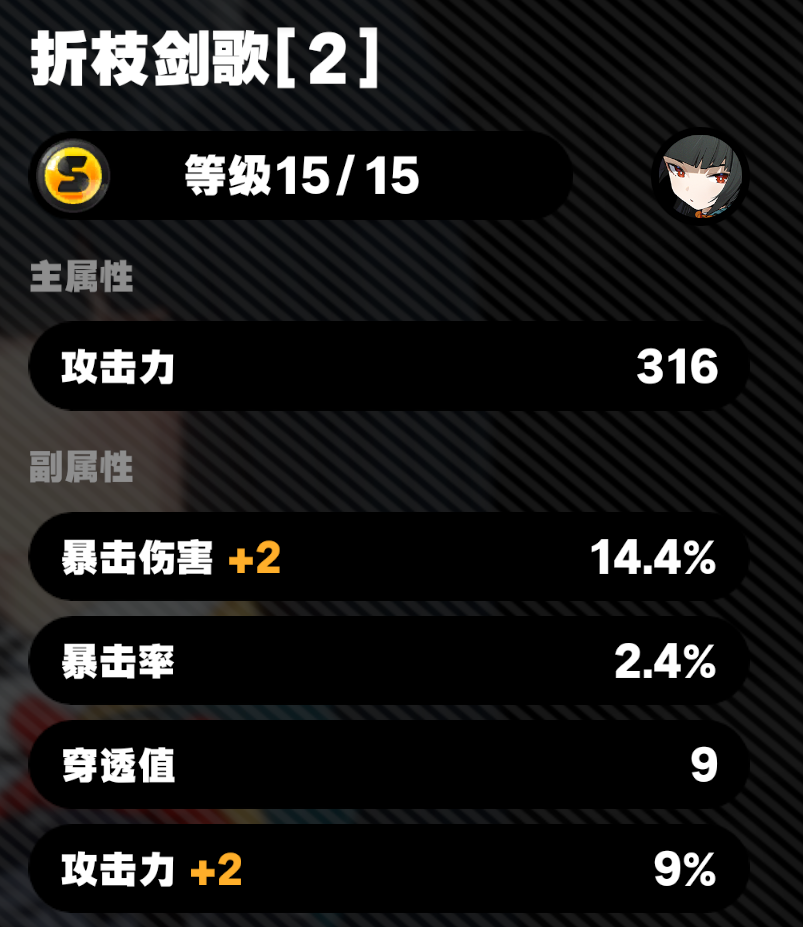 折枝剑歌[2]
S 等级15/15
主属性
攻击力 316
副属性
暴击伤害 +2 14.4%
暴击率 2.4%
穿透值 9
攻击力 +2 9%